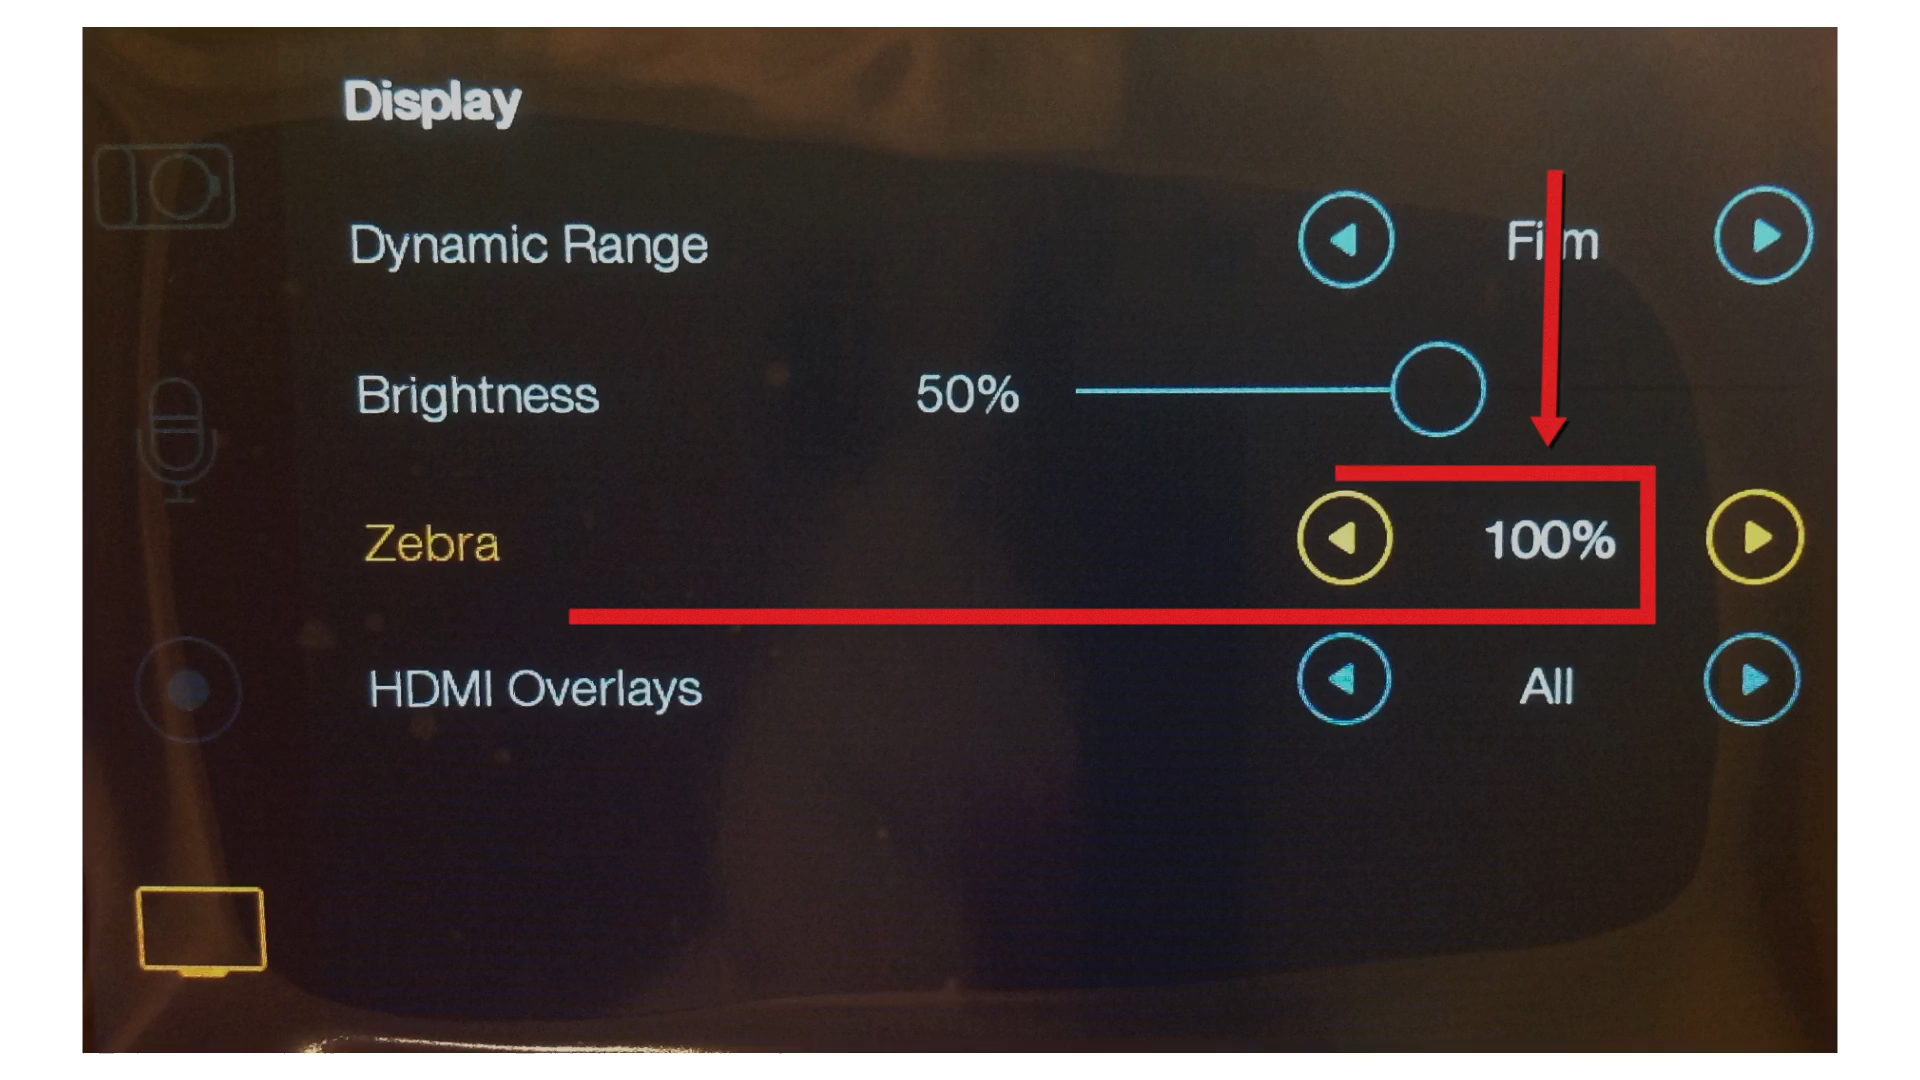 Display
Dynamic Range Film
Brightness 50%
Zebra 100%
HDMI Overlays All